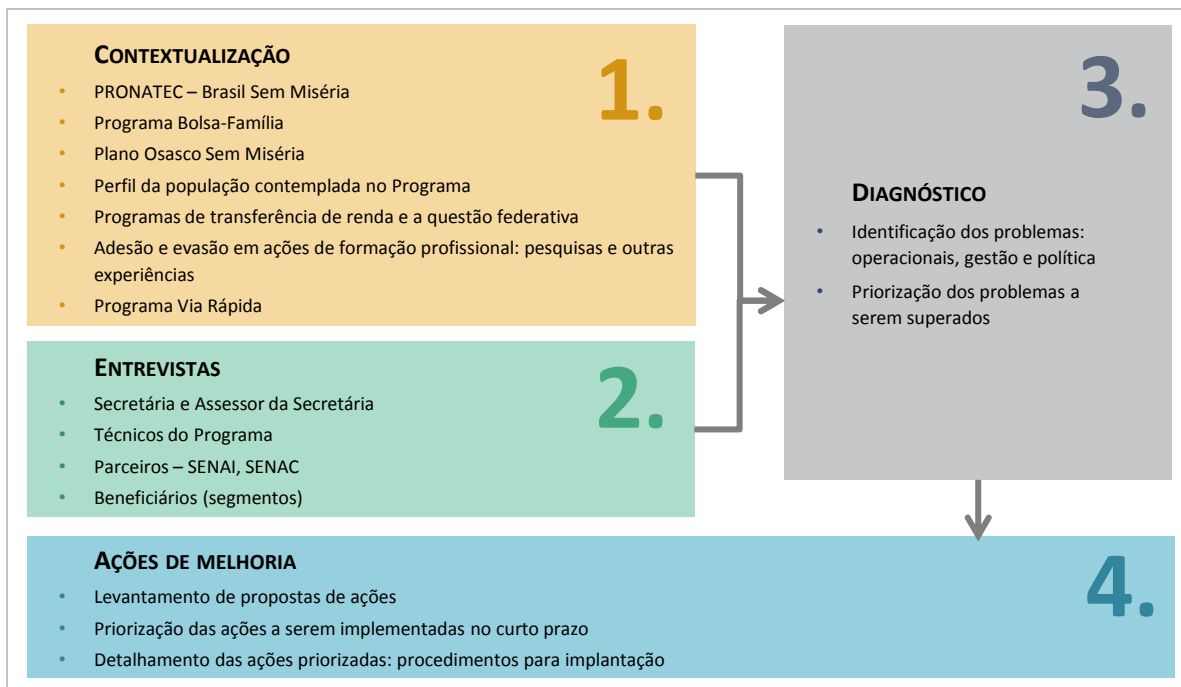 CONTEXTUALIZAÇÃO
1.
• PRONATEC – Brasil Sem Miséria
• Programa Bolsa-Família
• Plano Osasco Sem Miséria
• Perfil da população contemplada no Programa
• Programas de transferência de renda e a questão federativa
• Adesão e evasão em ações de formação profissional: pesquisas e outras
experiências
• Programa Via Rápida
ENTREVISTAS
2.
• Secretária e Assessor da Secretária
• Técnicos do Programa
• Parceiros – SENAI, SENAC
• Beneficiários (segmentos)
3.
DIAGNÓSTICO
• Identificação dos problemas:
operacionais, gestão e política
• Priorização dos problemas a
serem superados
AÇÕES DE MELHORIA
4.
• Levantamento de propostas de ações
• Priorização das ações a serem implementadas no curto prazo
• Detalhamento das ações priorizadas: procedimentos para implantação